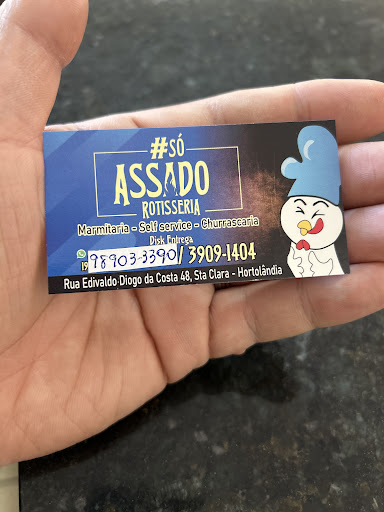 #SÓ
ASSADO
ROTISSERIA
Marmitaria - Self service - Churrascaria
Disk Entrega
19 98903-3390 / 3909-1404
Rua Edivaldo Diogo da Costa 48, Sta Clara - Hortolândia